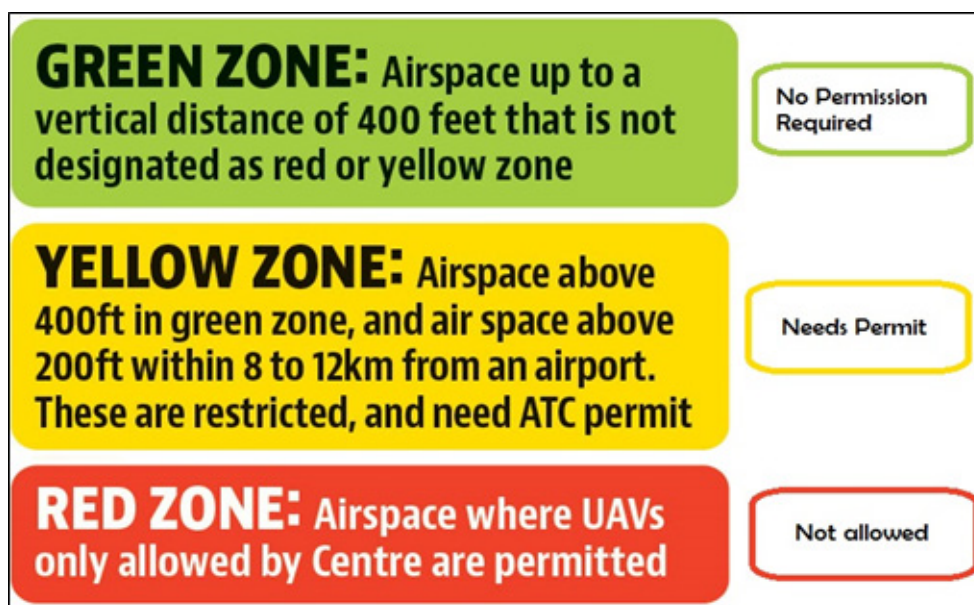 GREEN ZONE: Airspace up to a
vertical distance of 400 feet that is not
designated as red or yellow zone
No Permission
Required
YELLOW ZONE: Airspace above
400ft in green zone, and air space above
200ft within 8 to 12km from an airport.
These are restricted, and need ATC permit
Needs Permit
RED ZONE: Airspace where UAVs
only allowed by Centre are permitted
Not allowed